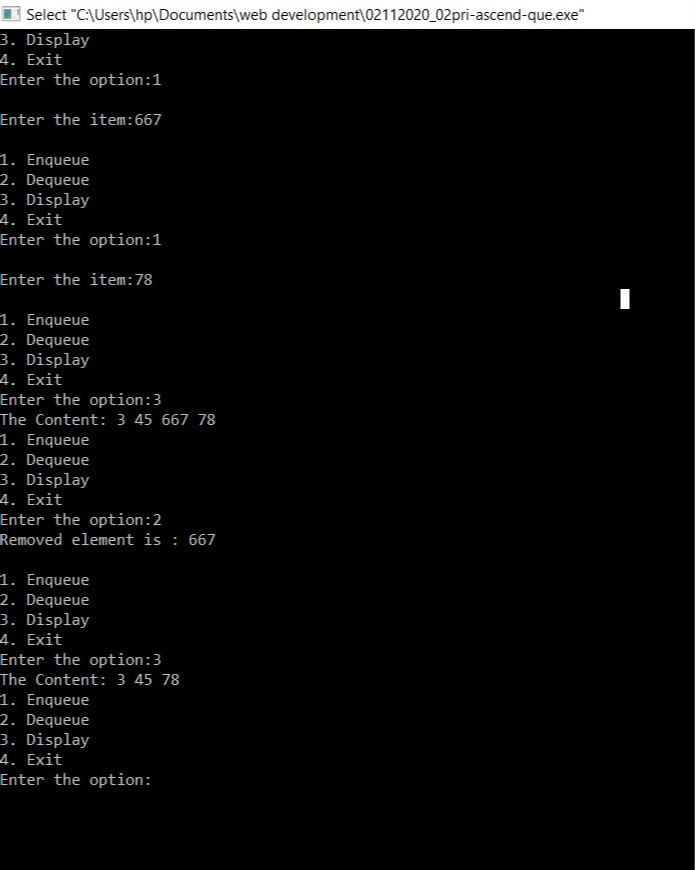 Select "C:\Users\hp\Documents\web development\02112020_02pri-ascend-que.exe"
3. Display
4. Exit
Enter the option:1
Enter the item:667
1. Enqueue
2. Dequeue
3. Display
4. Exit
Enter the option:1
Enter the item:78
1. Enqueue
2. Dequeue
3. Display
4. Exit
Enter the option:3
The Content: 3 45 667 78
1. Enqueue
2. Dequeue
3. Display
4. Exit
Enter the option:2
Removed element is : 667
1. Enqueue
2. Dequeue
3. Display
4. Exit
Enter the option:3
The Content: 3 45 78
1. Enqueue
2. Dequeue
3. Display
4. Exit
Enter the option: